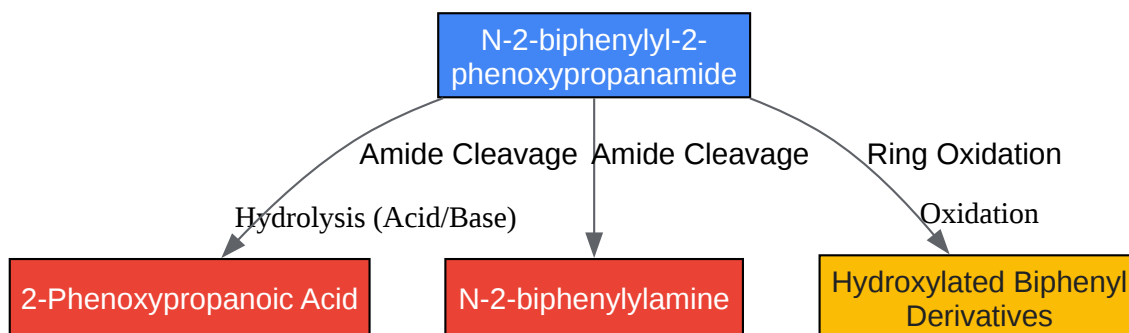 N-2-biphenylyl-2-
phenoxypropanamide
Amide Cleavage
Amide Cleavage
Ring Oxidation
Hydrolysis (Acid/Base)
Oxidation
2-Phenoxypropanoic Acid
N-2-biphenylylamine
Hydroxylated Biphenyl
Derivatives